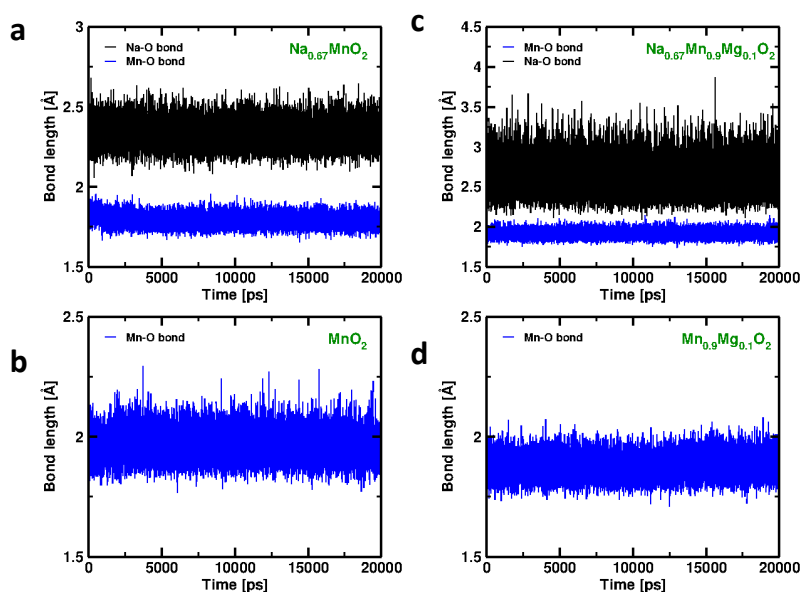 a
Na0.67MnO2
Na-O bond
Mn-O bond
Bond length [Å]
3
2.5
2
1.5
0 5000 10000 15000 20000
Time [ps]
c
Na0.67Mn0.9Mg0.1O2
Mn-O bond
Na-O bond
Bond length [Å]
4.5
4
3.5
3
2.5
2
1.5
0 5000 10000 15000 20000
Time [ps]
b
MnO2
Mn-O bond
Bond length [Å]
2.5
2
1.5
0 5000 10000 15000 20000
Time [ps]
d
Mn0.9Mg0.1O2
Mn-O bond
Bond length [Å]
2.5
2
1.5
0 5000 10000 15000 20000
Time [ps]